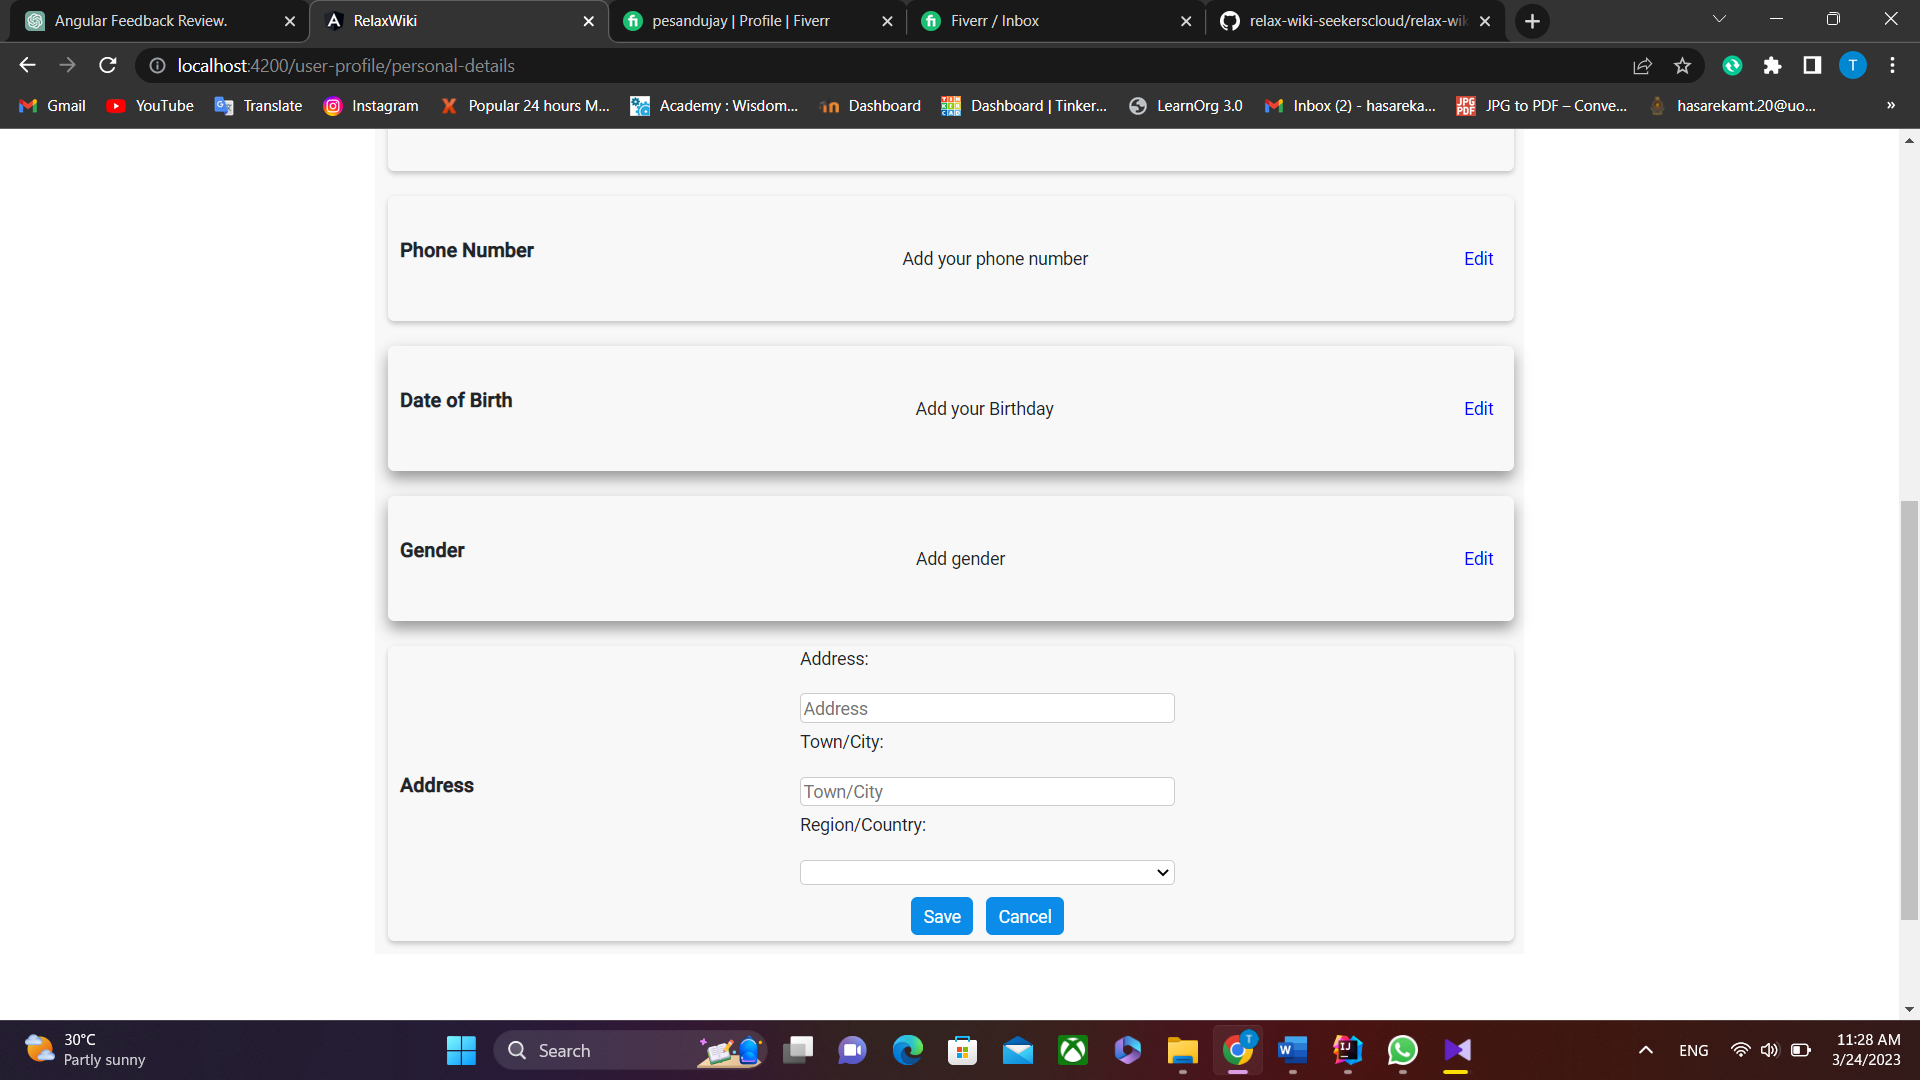 Angular Feedback Review.
RelaxWiki
pesandujay | Profile | Fiverr
Fiverr / Inbox
relax-wiki-seekerscloud/relax-wik
localhost:4200/user-profile/personal-details
T
Gmail
YouTube
Translate
Instagram
Popular 24 hours M...
Academy : Wisdom...
Dashboard
Dashboard | Tinker...
LearnOrg 3.0
Inbox (2) - hasareka...
JPG to PDF – Conve...
hasarekamt.20@uo...
»
Phone Number
Add your phone number
Edit
Date of Birth
Add your Birthday
Edit
Gender
Add gender
Edit
Address:
Address
Town/City:
Town/City
Address
Region/Country:
Save
Cancel
30°C
Partly sunny
Search
ENG
11:28 AM
3/24/2023